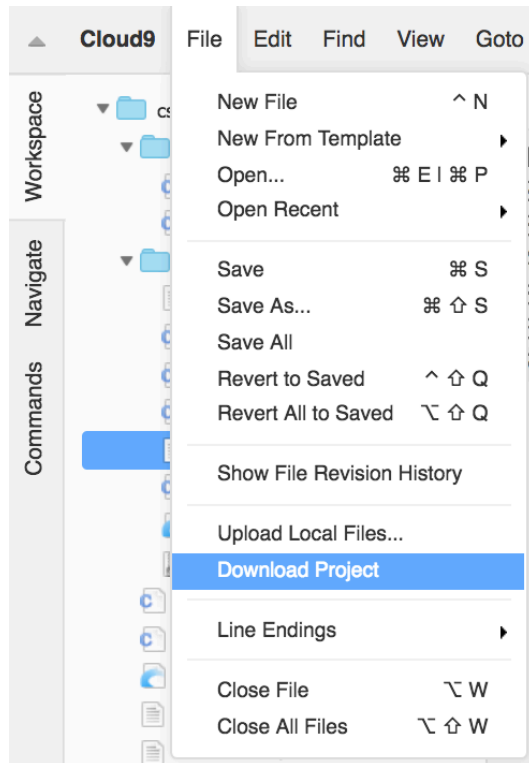 Cloud9 File Edit Find View Goto
Workspace
Navigate
Commands
cs
New File ^ N
New From Template
Open... ⌘ E | ⌘ P
Open Recent
Save ⌘ S
Save As... ⌘ ⇧ S
Save All
Revert to Saved ^ ⇧ Q
Revert All to Saved ⌥ ⇧ Q
Show File Revision History
Upload Local Files...
Download Project
Line Endings
Close File ⌥ W
Close All Files ⌥ ⇧ W
C
C